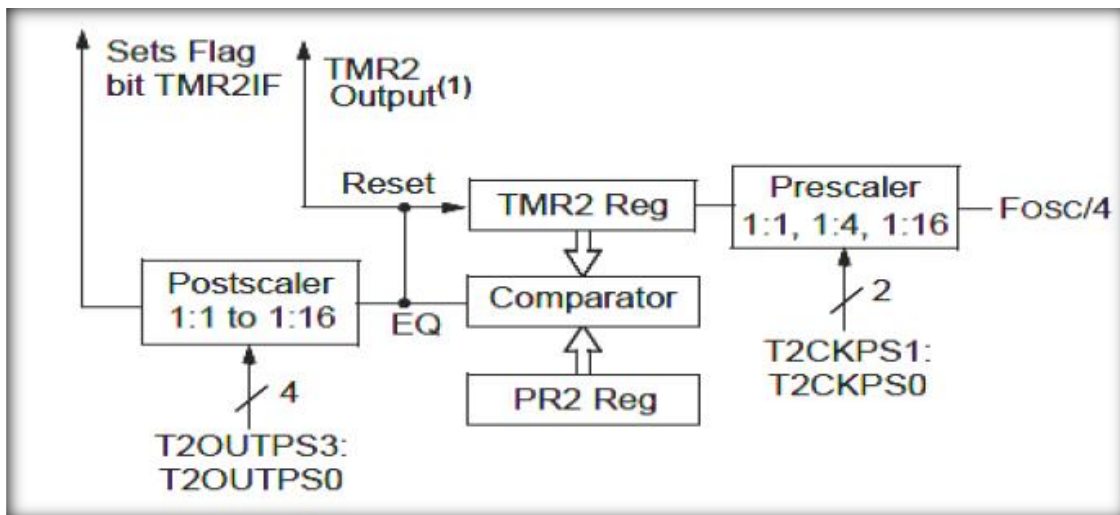 Sets Flag
bit TMR2IF
TMR2
Output(1)
Reset
TMR2 Reg
Prescaler
1:1, 1:4, 1:16
Fosc/4
Postscaler
1:1 to 1:16
EQ
Comparator
2
T2CKPS1:
T2CKPS0
PR2 Reg
4
T2OUTPS3:
T2OUTPS0